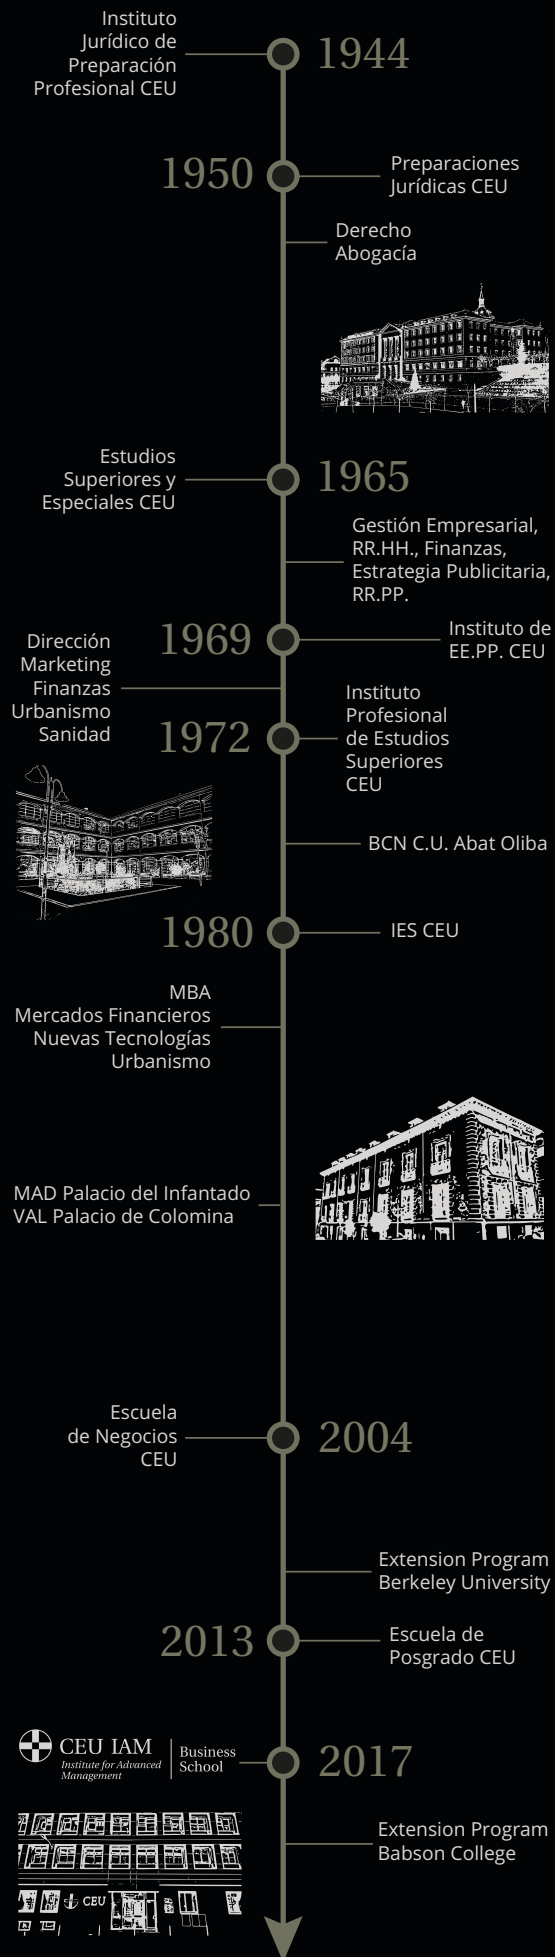 Instituto
Jurídico de
Preparación
Profesional CEU
1944
1950
Preparaciones
Jurídicas CEU
Derecho
Abogacía
Estudios
Superiores y
Especiales CEU
1965
Gestión Empresarial,
RR.HH., Finanzas,
Estrategia Publicitaria,
RR.PP.
1969
Instituto de
EE.PP. CEU
Dirección
Marketing
Finanzas
Urbanismo
Sanidad
1972
Instituto
Profesional
de Estudios
Superiores
CEU
BCN C.U. Abat Oliba
1980
IES CEU
MBA
Mercados Financieros
Nuevas Tecnologías
Urbanismo
MAD Palacio del Infantado
VAL Palacio de Colomina
Escuela
de Negocios
CEU
2004
Extension Program
Berkeley University
2013
Escuela de
Posgrado CEU
CEU IAM
Institute for Advanced
Management
Business
School
2017
Extension Program
Babson College
CEU